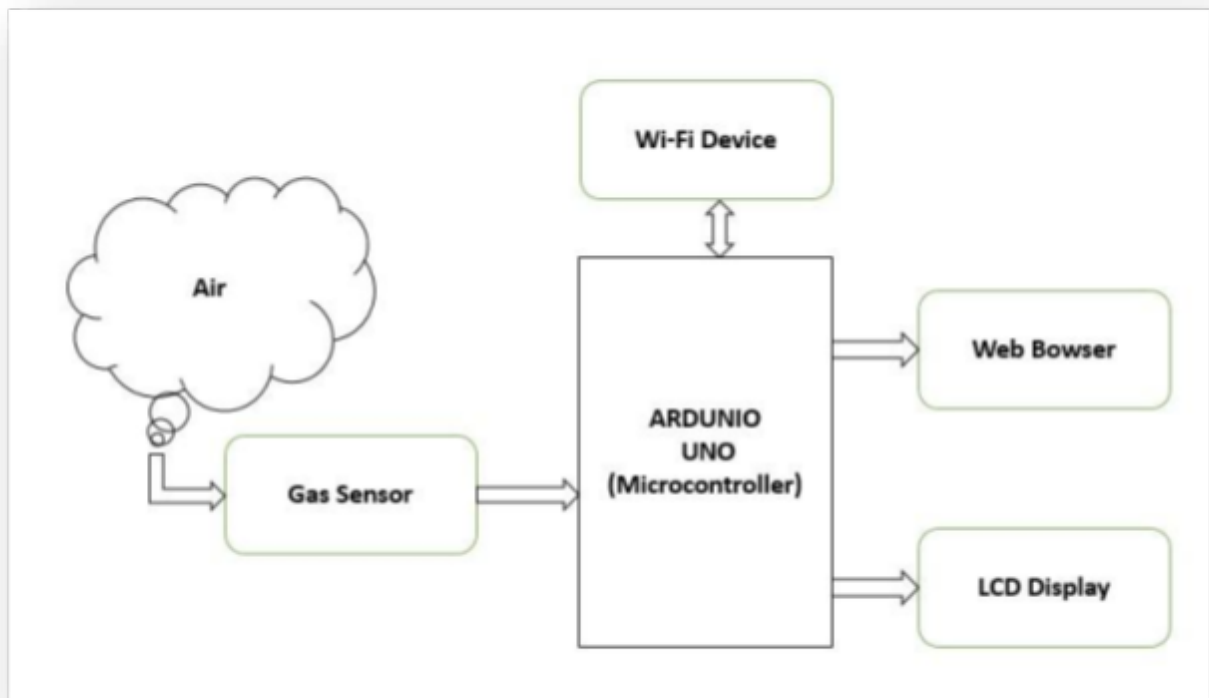 Wi-Fi Device
Air
Web Bowser
ARDUNIO
UNO
(Microcontroller)
Gas Sensor
LCD Display